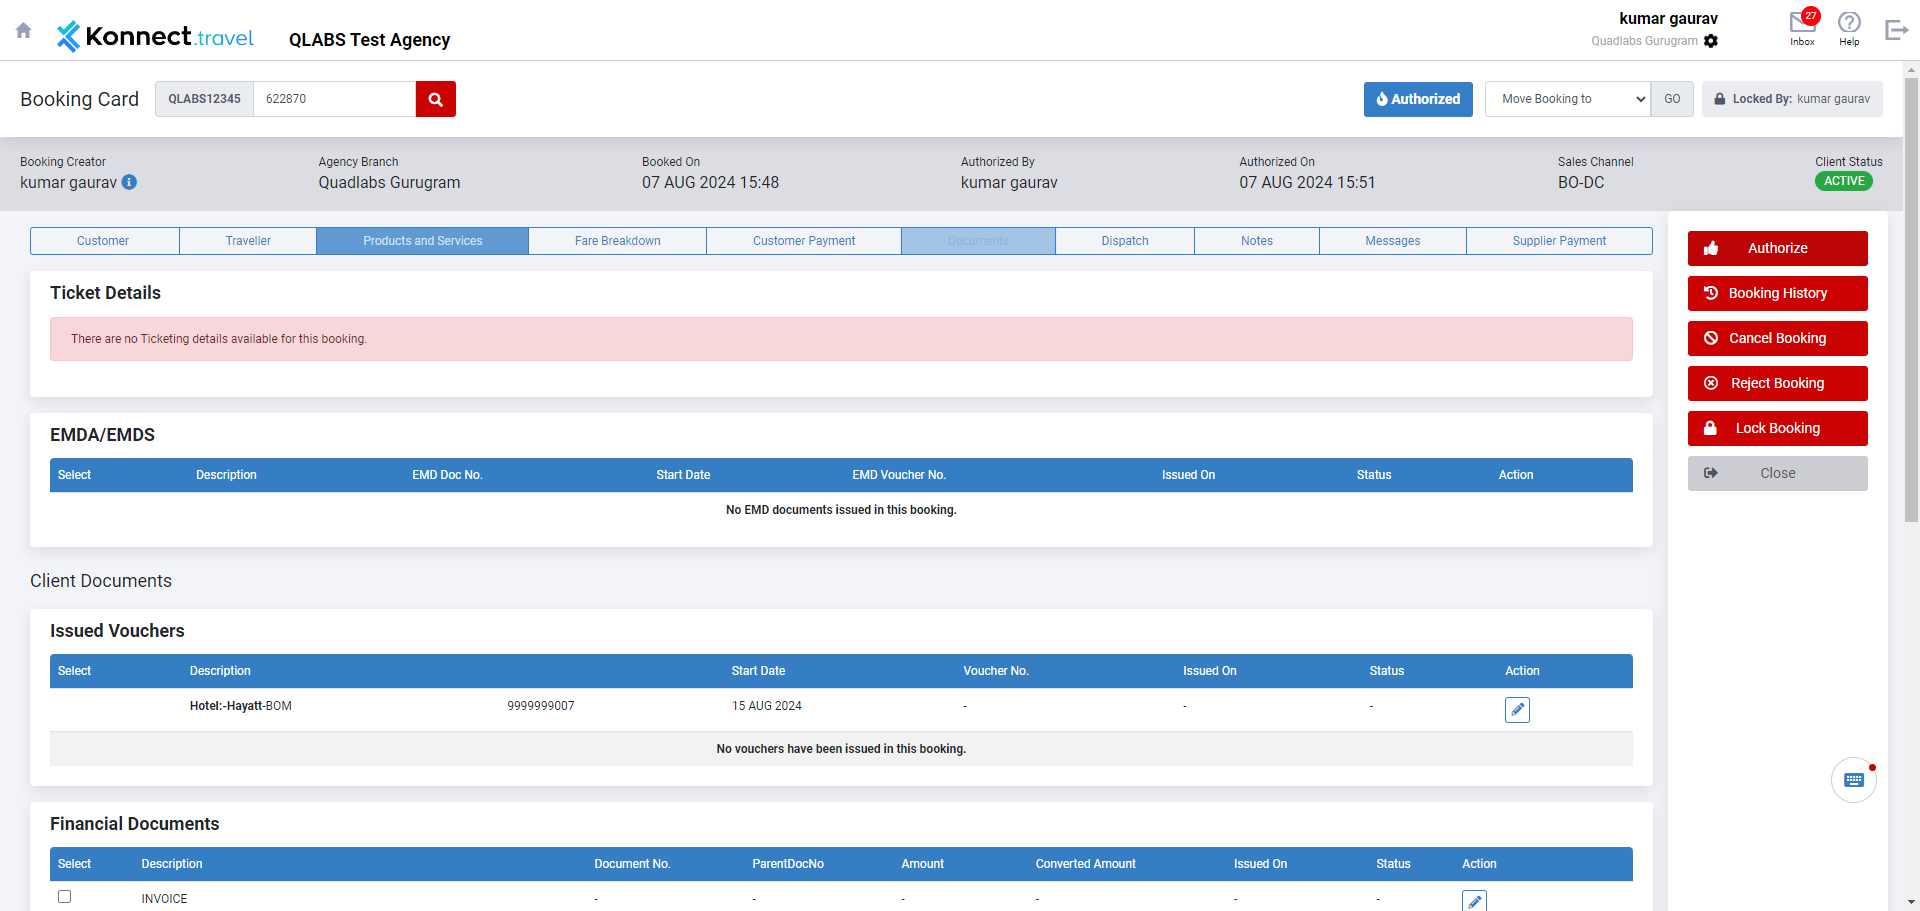 Konnect.travel
QLABS Test Agency
kumar gaurav
Quadlabs Gurugram
27
Inbox
Help
Booking Card
QLABS12345
622870
Authorized
Move Booking to
GO
Locked By: kumar gaurav
Booking Creator
kumar gaurav
Agency Branch
Quadlabs Gurugram
Booked On
07 AUG 2024 15:48
Authorized By
kumar gaurav
Authorized On
07 AUG 2024 15:51
Sales Channel
BO-DC
Client Status
ACTIVE
Customer Traveller Products and Services Fare Breakdown Customer Payment Documents Dispatch Notes Messages Supplier Payment
Ticket Details
There are no Ticketing details available for this booking.
EMDA/EMDS
Select Description EMD Doc No. Start Date EMD Voucher No. Issued On Status Action
No EMD documents issued in this booking.
Client Documents
Issued Vouchers
Select Description Start Date Voucher No. Issued On Status Action
Hotel:-Hayatt-BOM 9999999007 15 AUG 2024 - - -
No vouchers have been issued in this booking.
Financial Documents
Select Description Document No. ParentDocNo Amount Converted Amount Issued On Status Action
INVOICE - - - - - -
Authorize
Booking History
Cancel Booking
Reject Booking
Lock Booking
Close